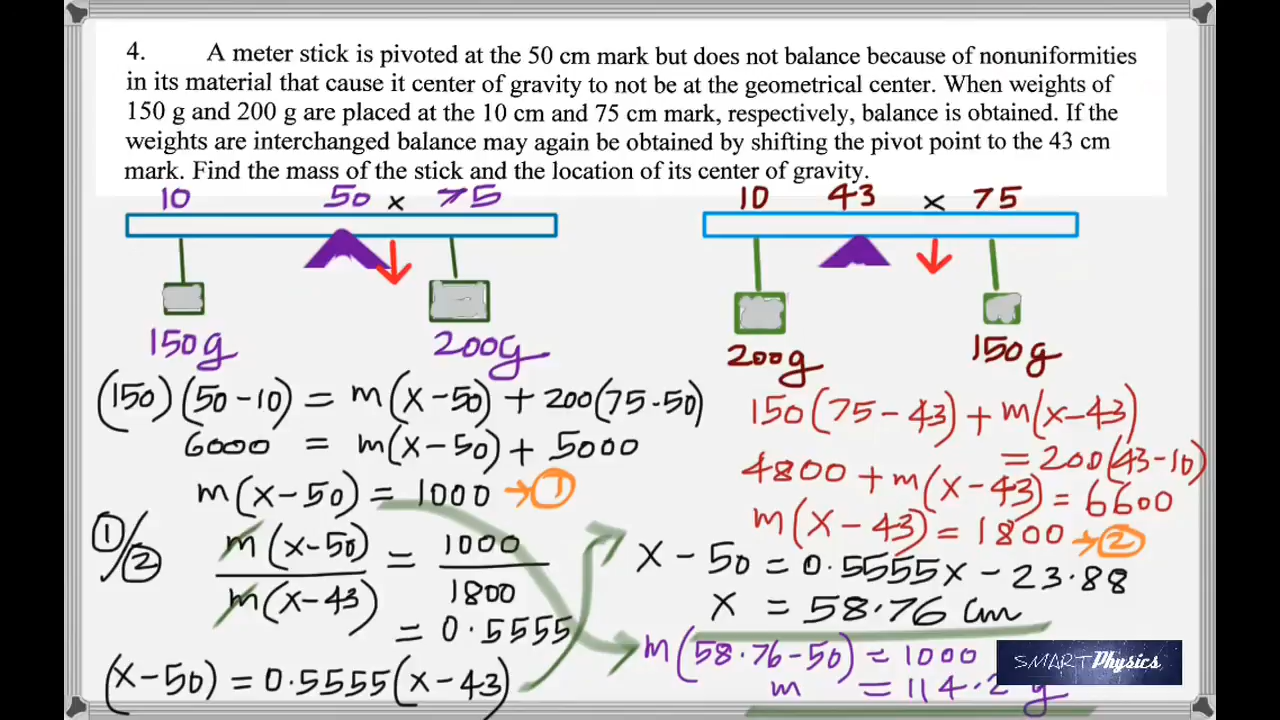 4. A meter stick is pivoted at the 50 cm mark but does not balance because of nonuniformities
in its material that cause it center of gravity to not be at the geometrical center. When weights of
150 g and 200 g are placed at the 10 cm and 75 cm mark, respectively, balance is obtained. If the
weights are interchanged balance may again be obtained by shifting the pivot point to the 43 cm
mark. Find the mass of the stick and the location of its center of gravity.
10 50 x 75
150g 200g
(150)(50-10) = m(x-50) + 200(75-50)
6000 = m(x-50) + 5000
m(x-50) = 1000 → 1
1/2 m(x-50) / m(x-43) = 1000 / 1800
= 0.5555
(x-50) = 0.5555(x-43)
10 43 x 75
200g 150g
150(75-43) + m(x-43)
= 200(43-10)
4800 + m(x-43) = 6600
m(x-43) = 1800 → 2
x - 50 = 0.5555x - 23.88
x = 58.76 cm
m(58.76-50) = 1000
m = 114.2 g
SMART Physics